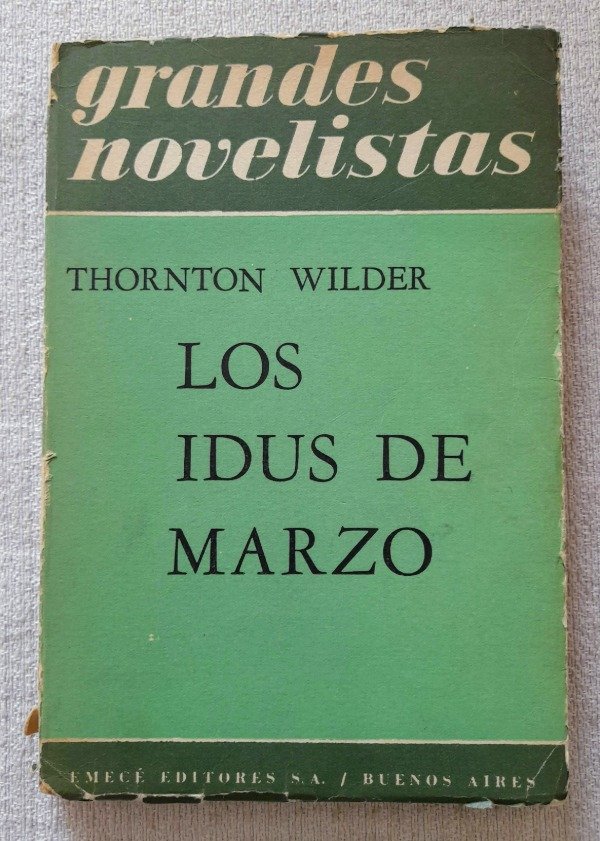 grandes
novelistas
THORNTON WILDER
LOS
IDUS DE
MARZO
EMECÉ EDITORES S.A. / BUENOS AIRES